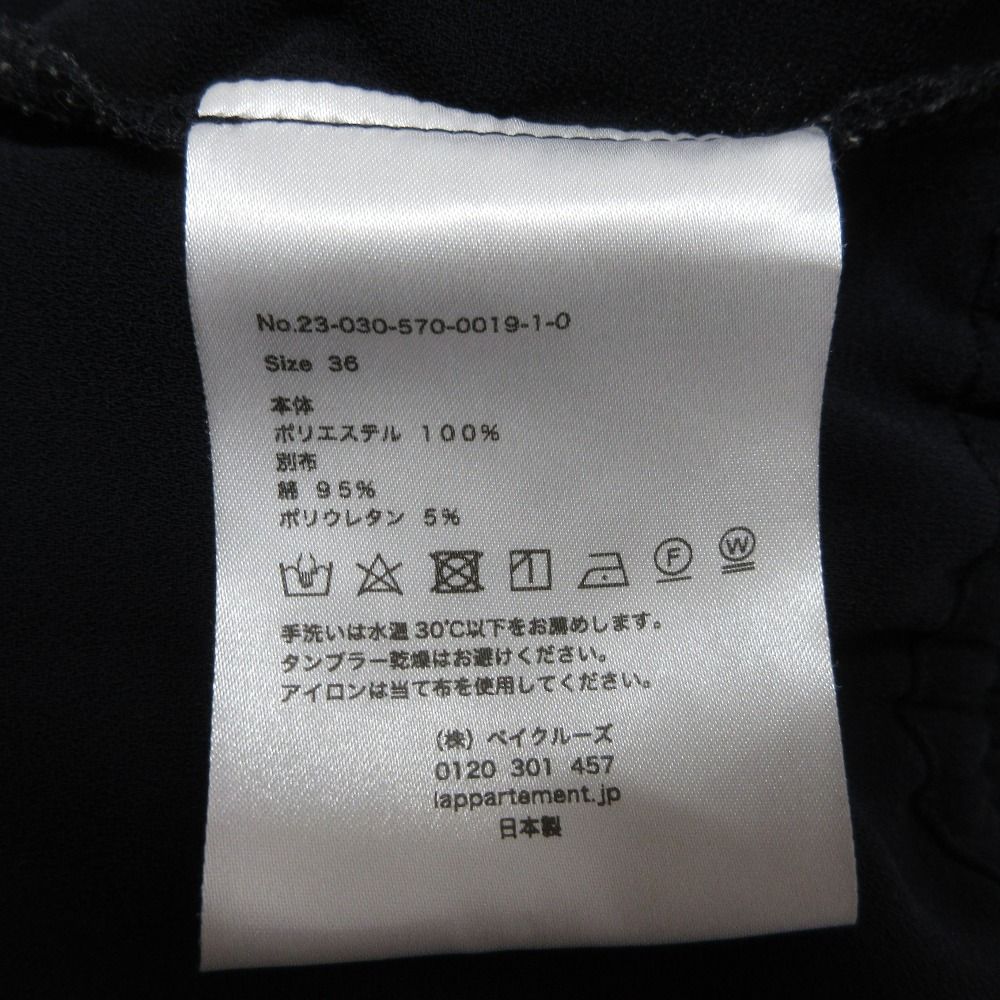 No.23-030-570-0019-1-0
Size 36
本体
ポリエステル 100%
別布
綿 95%
ポリウレタン 5%
F W
手洗いは水温30℃以下をお薦めします。
タンブラー乾燥はお避けください。
アイロンは当て布を使用してください。
(株) ベイクルーズ
0120 301 457
lappartement.jp
日本製